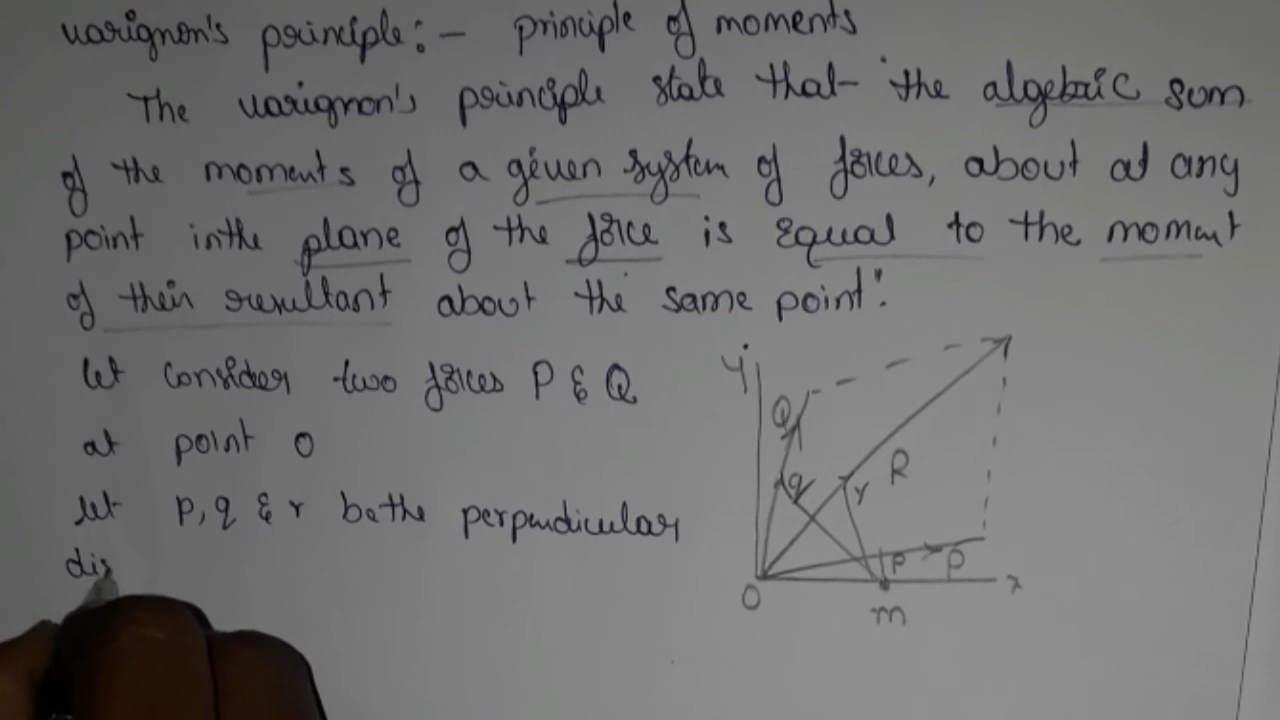 varignon's principle:- principle of moments
The varignon's principle state that "the algebraic sum
of the moments of a given system of forces, about at any
point in the plane of the force is equal to the moment
of their resultant about the same point".
let consider two forces P & Q
at point O
let p, q & r be the perpendicular
dis
y
Q
q
R
r
P
P
O
m
x